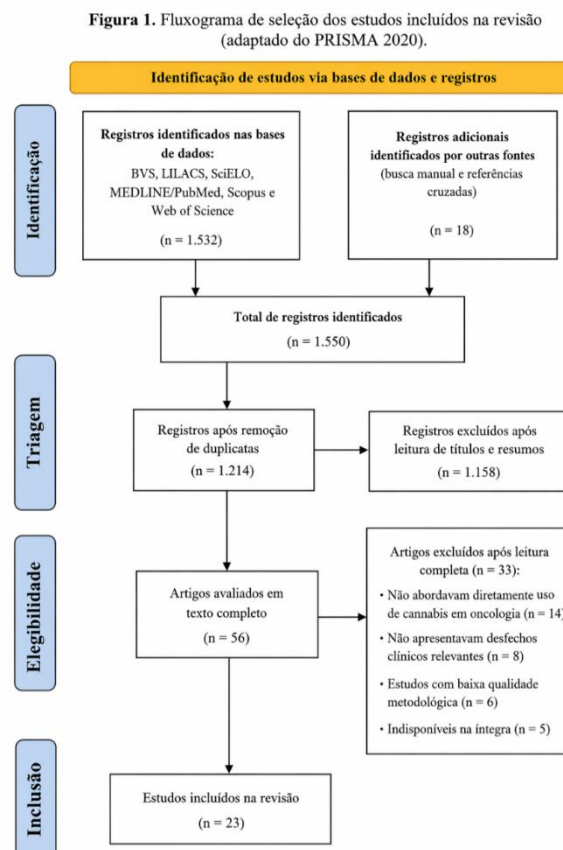 Figura 1. Fluxograma de seleção dos estudos incluídos na revisão
(adaptado do PRISMA 2020).
Identificação de estudos via bases de dados e registros
Identificação
Registros identificados nas bases
de dados:
BVS, LILACS, SciELO,
MEDLINE/PubMed, Scopus e
Web of Science
(n = 1.532)
Registros adicionais
identificados por outras fontes
(busca manual e referências
cruzadas)
(n = 18)
Total de registros identificados
(n = 1.550)
Triagem
Registros após remoção
de duplicatas
(n = 1.214)
Registros excluídos após
leitura de títulos e resumos
(n = 1.158)
Elegibilidade
Artigos avaliados em
texto completo
(n = 56)
Artigos excluídos após leitura
completa (n = 33):
• Não abordavam diretamente uso
de cannabis em oncologia (n = 14)
• Não apresentavam desfechos
clínicos relevantes (n = 8)
• Estudos com baixa qualidade
metodológica (n = 6)
• Indisponíveis na íntegra (n = 5)
Inclusão
Estudos incluídos na revisão
(n = 23)